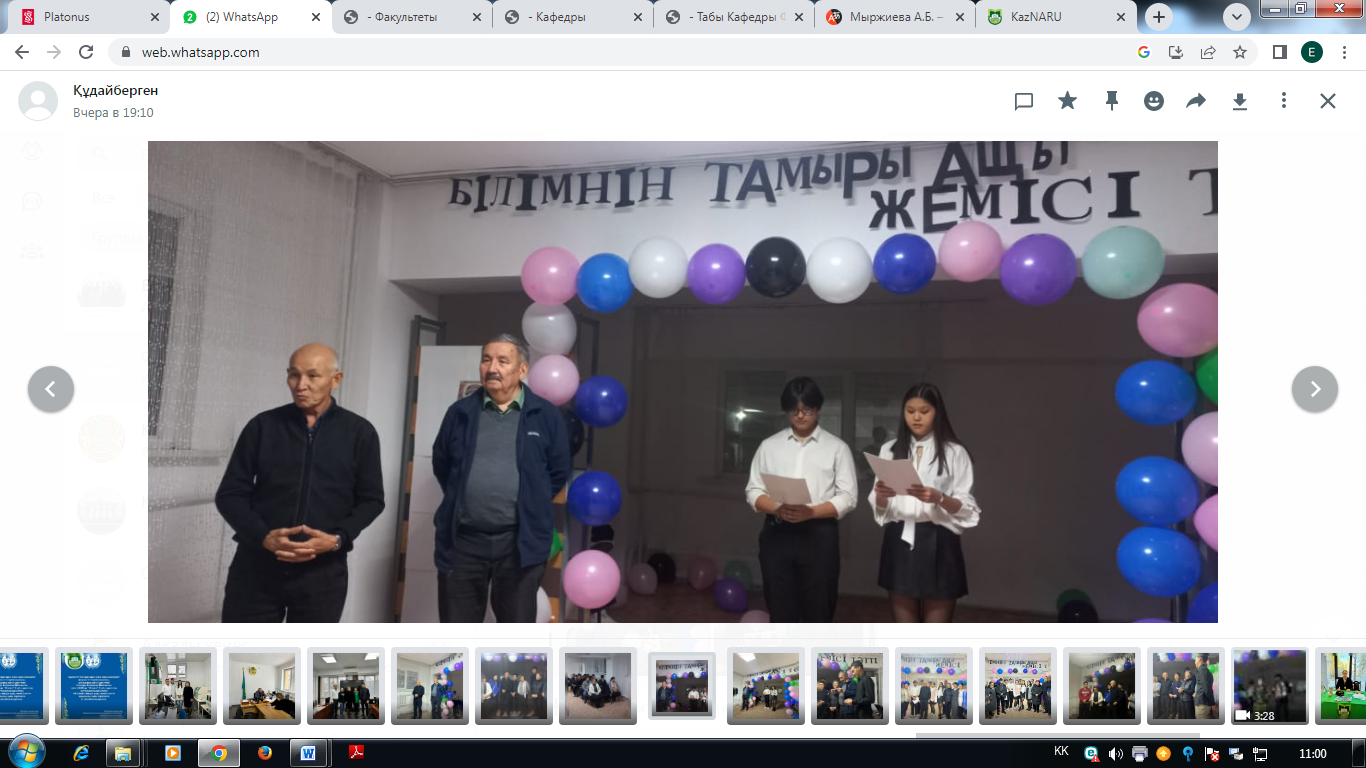 Platonus
(2) WhatsApp
- Факультеты
- Кафедры
- Табы Кафедры
Мыржиева А.Б. –
KazNARU
web.whatsapp.com
Құдайберген
Вчера в 19:10
БІЛІМНІҢ ТАМЫРЫ АЩЫ
ЖЕМІСІ Т
3:28
KK
11:00